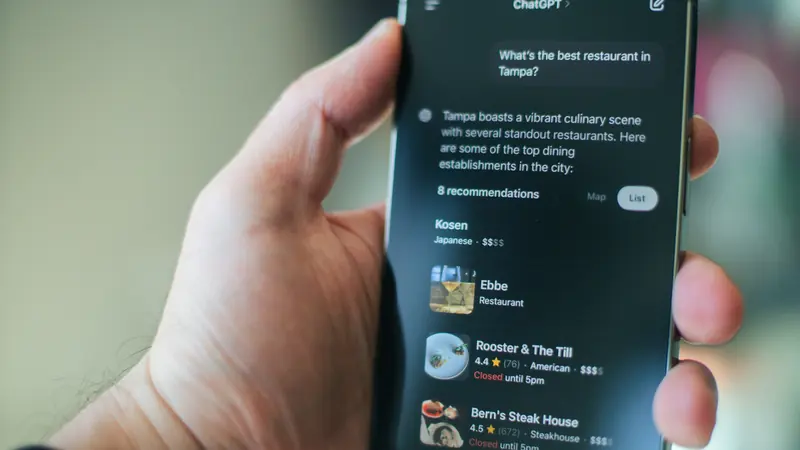 ChatGPT >
What's the best restaurant in
Tampa?
Tampa boasts a vibrant culinary scene
with several standout restaurants. Here
are some of the top dining
establishments in the city:
8 recommendations
Map List
Kosen
Japanese · $$$$
Ebbe
Restaurant
Rooster & The Till
4.4 ★ (76) · American · $$$$
Closed until 5pm
Bern's Steak House
4.5 ★ (672) · Steakhouse · $$$$
Closed until 5pm